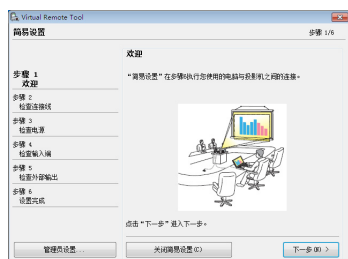 Virtual Remote Tool
简易设置
步骤 1/6
欢迎
步骤 1
欢迎
步骤 2
检查连接线
步骤 3
检查电源
步骤 4
检查输入端
步骤 5
检查外部输出
步骤 6
设置完成
“简易设置”在步骤6执行您使用的电脑与投影机之间的连接。
点击“下一步”进入下一步。
管理员设置...
关闭简易设置(C)
下一步(N) >